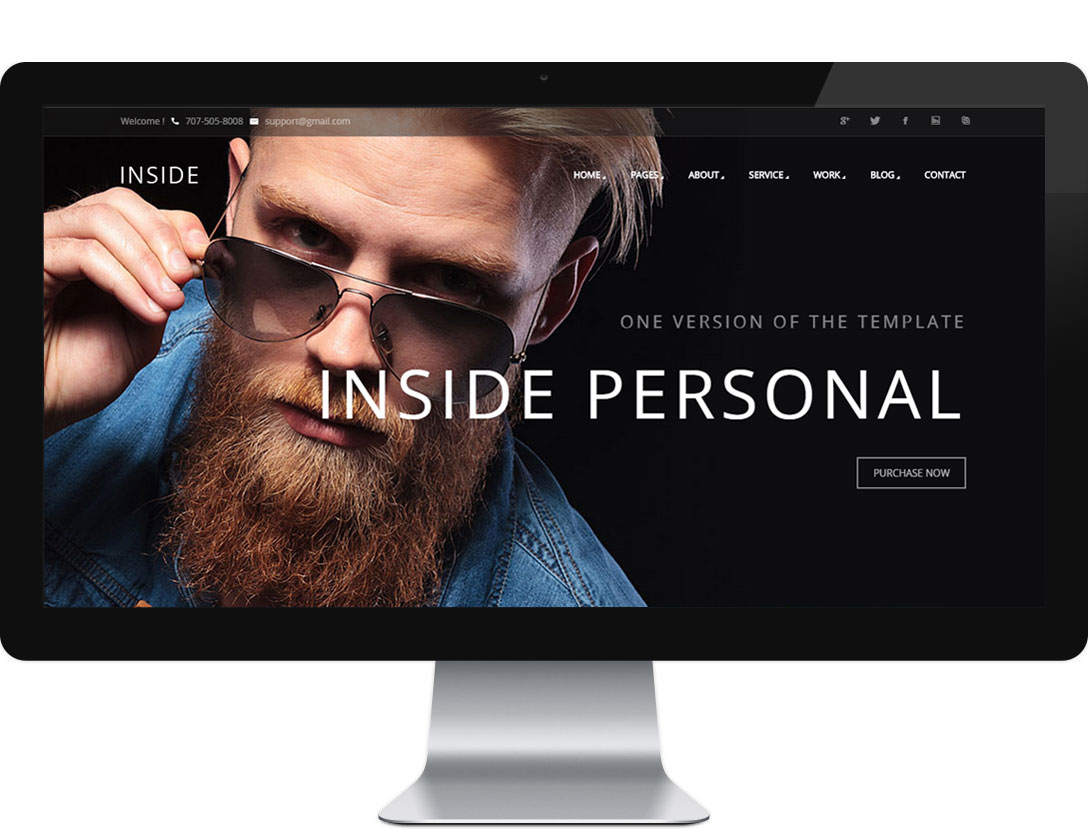 Welcome ! 707-505-8008 support@gmail.com
INSIDE
HOME PAGES ABOUT SERVICE WORK BLOG CONTACT
ONE VERSION OF THE TEMPLATE
INSIDE PERSONAL
PURCHASE NOW